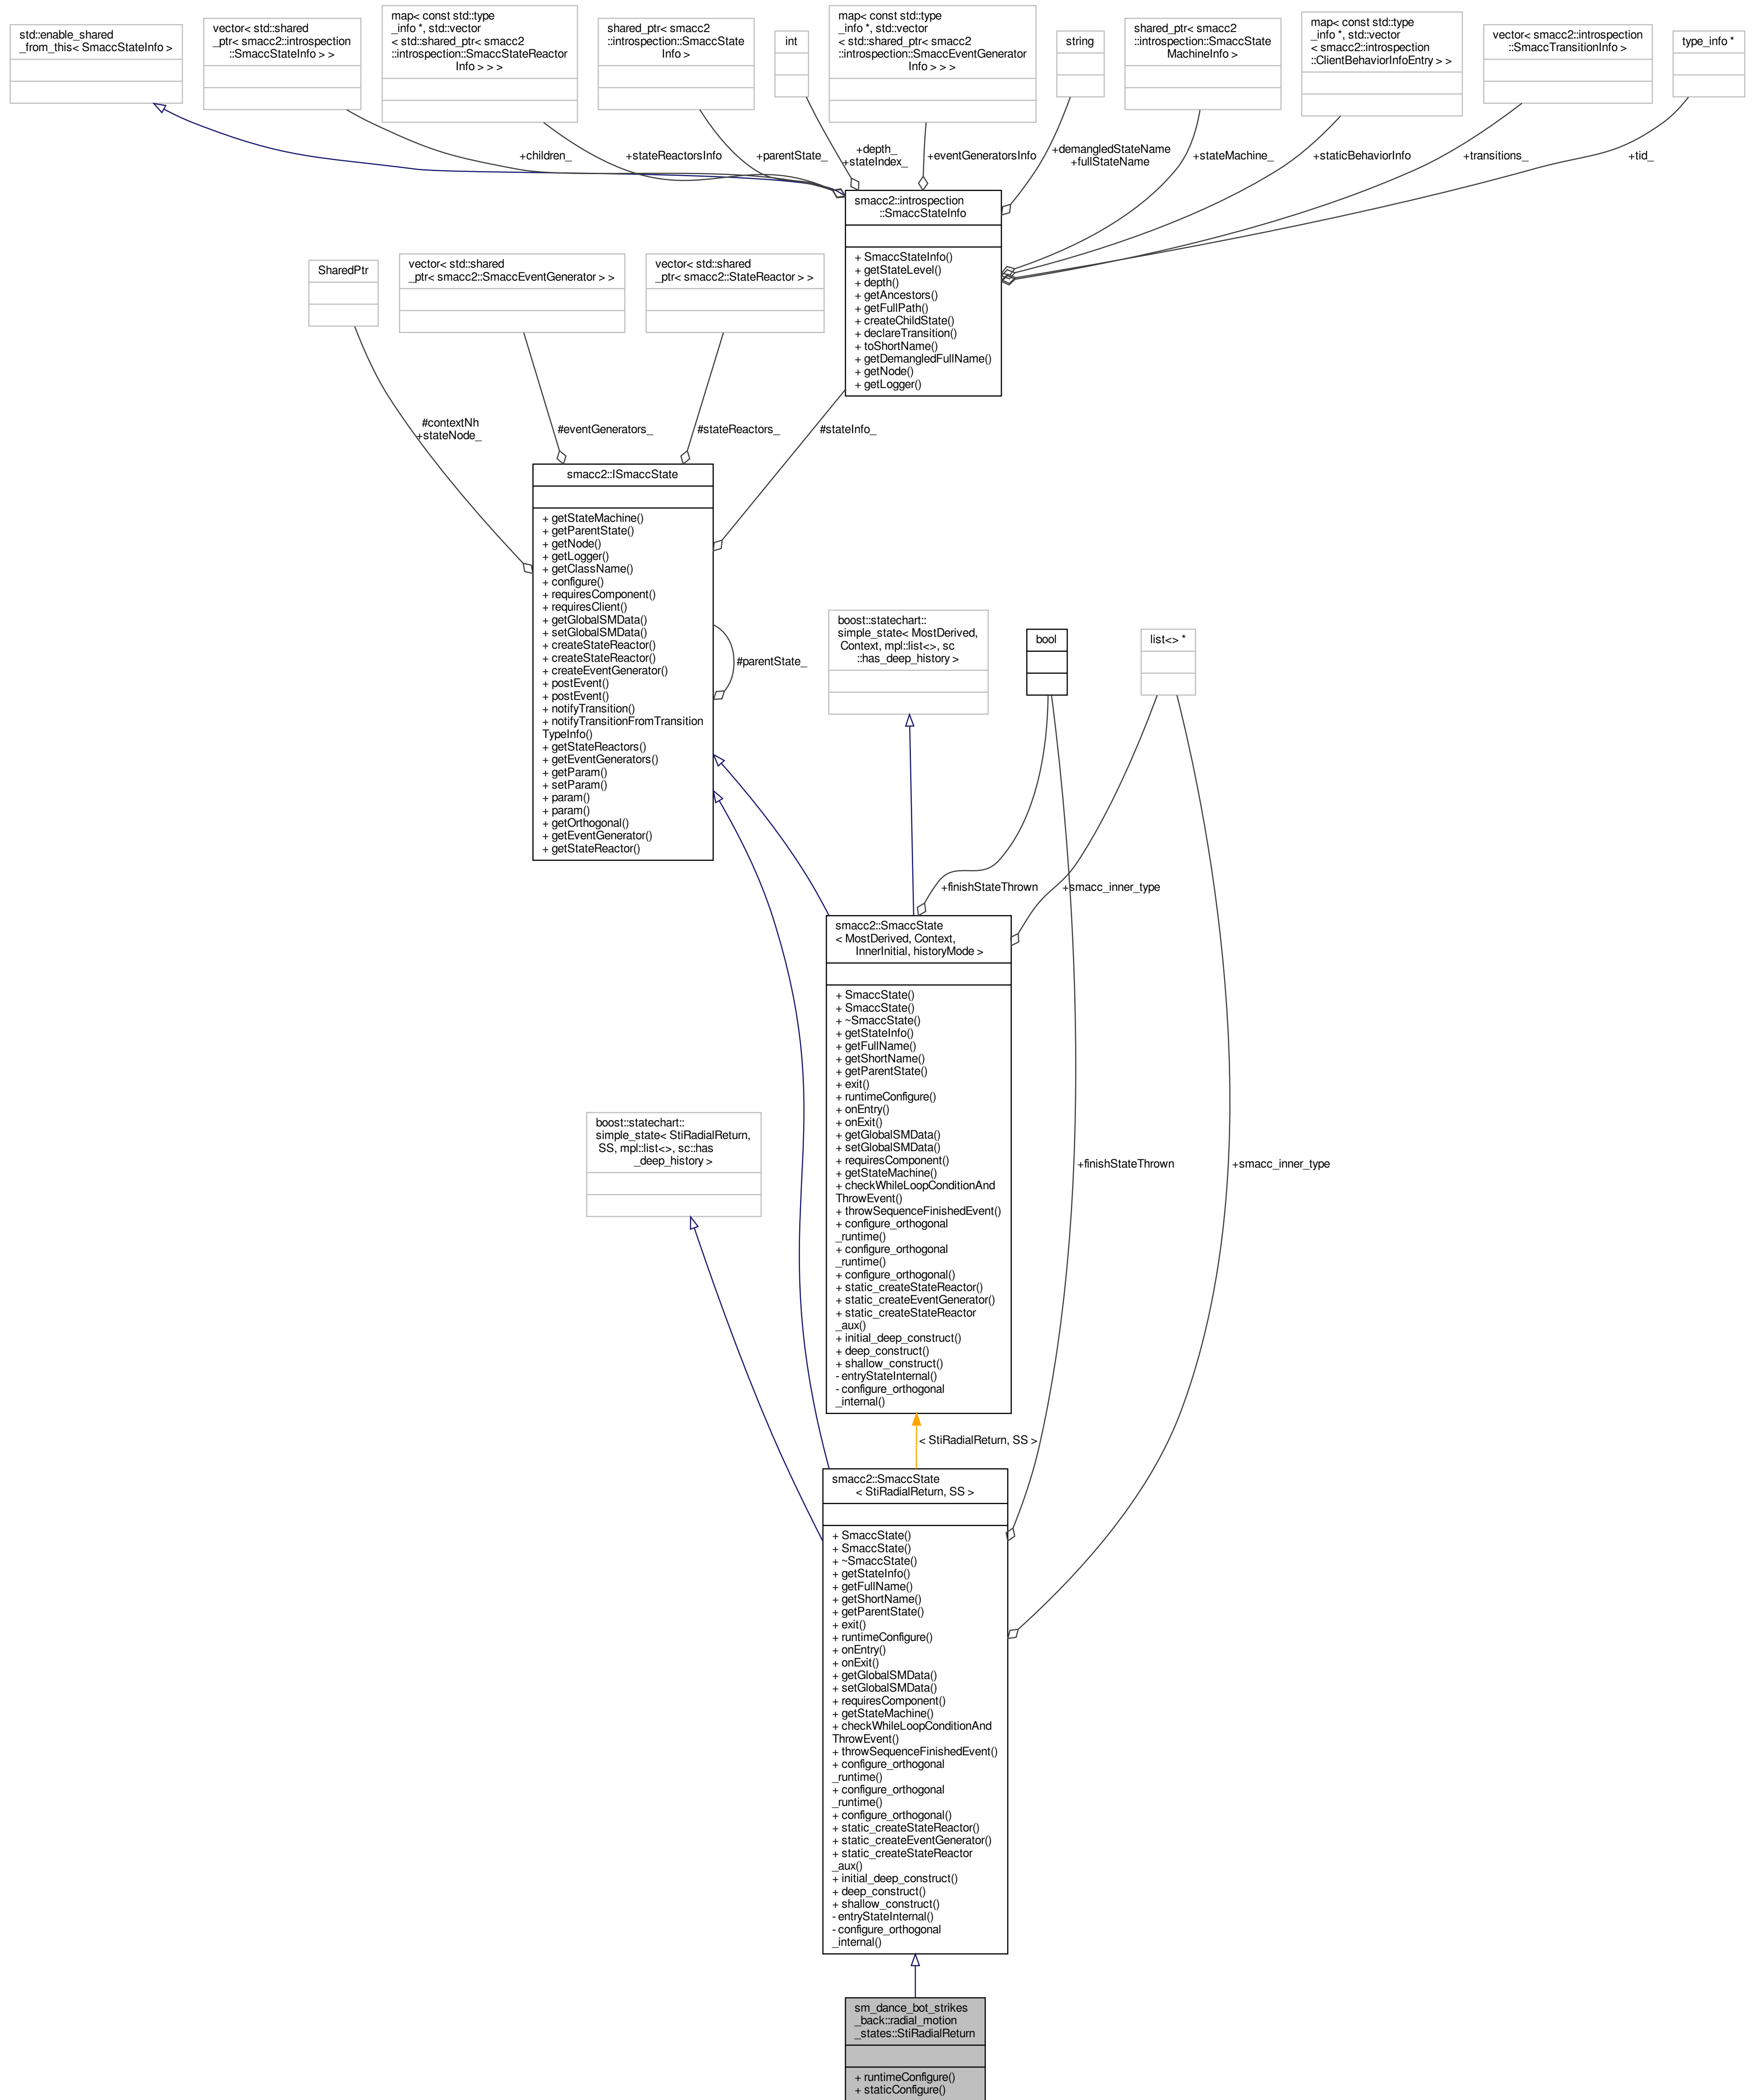 std::enable_shared
_from_this< SmaccStateInfo >
vector< std::shared
_ptr< smacc2::introspection
::SmaccStateInfo > >
map< const std::type
_info *, std::vector
< std::shared_ptr< smacc2
::introspection::SmaccStateReactor
Info > > >
shared_ptr< smacc2
::introspection::SmaccState
Info >
int
map< const std::type
_info *, std::vector
< std::shared_ptr< smacc2
::introspection::SmaccEventGenerator
Info > > >
string
shared_ptr< smacc2
::introspection::SmaccState
MachineInfo >
map< const std::type
_info *, std::vector
< smacc2::introspection
::ClientBehaviorInfoEntry > >
vector< smacc2::introspection
::SmaccTransitionInfo >
type_info *
+children_
+stateReactorsInfo
+parentState_
+depth_
+stateIndex_
+eventGeneratorsInfo
+demangledStateName
+fullStateName
+stateMachine_
+staticBehaviorInfo
+transitions_
+tid_
smacc2::introspection
::SmaccStateInfo
+ SmaccStateInfo()
+ getStateLevel()
+ depth()
+ getAncestors()
+ getFullPath()
+ createChildState()
+ declareTransition()
+ toShortName()
+ getDemangledFullName()
+ getNode()
+ getLogger()
SharedPtr
vector< std::shared
_ptr< smacc2::SmaccEventGenerator > >
vector< std::shared
_ptr< smacc2::StateReactor > >
#contextNh
+stateNode_
#eventGenerators_
#stateReactors_
#stateInfo_
smacc2::ISmaccState
+ getStateMachine()
+ getParentState()
+ getNode()
+ getLogger()
+ getClassName()
+ configure()
+ requiresComponent()
+ requiresClient()
+ getGlobalSMData()
+ setGlobalSMData()
+ createStateReactor()
+ createStateReactor()
+ createEventGenerator()
+ postEvent()
+ postEvent()
+ notifyTransition()
+ notifyTransitionFromTransition
TypeInfo()
+ getStateReactors()
+ getEventGenerators()
+ getParam()
+ setParam()
+ param()
+ param()
+ getOrthogonal()
+ getEventGenerator()
+ getStateReactor()
#parentState_
boost::statechart::
simple_state< MostDerived,
Context, mpl::list<>, sc
::has_deep_history >
bool
list<> *
+finishStateThrown
+smacc_inner_type
smacc2::SmaccState
< MostDerived, Context,
InnerInitial, historyMode >
+ SmaccState()
+ SmaccState()
+ ~SmaccState()
+ getStateInfo()
+ getFullName()
+ getShortName()
+ getParentState()
+ exit()
+ runtimeConfigure()
+ onEntry()
+ onExit()
+ getGlobalSMData()
+ setGlobalSMData()
+ requiresComponent()
+ getStateMachine()
+ checkWhileLoopConditionAnd
ThrowEvent()
+ throwSequenceFinishedEvent()
+ configure_orthogonal
_runtime()
+ configure_orthogonal
_runtime()
+ configure_orthogonal()
+ static_createStateReactor()
+ static_createEventGenerator()
+ static_createStateReactor
_aux()
+ initial_deep_construct()
+ deep_construct()
+ shallow_construct()
- entryStateInternal()
- configure_orthogonal
_internal()
boost::statechart::
simple_state< StiRadialReturn,
SS, mpl::list<>, sc::has
_deep_history >
+finishStateThrown
+smacc_inner_type
< StiRadialReturn, SS >
smacc2::SmaccState
< StiRadialReturn, SS >
+ SmaccState()
+ SmaccState()
+ ~SmaccState()
+ getStateInfo()
+ getFullName()
+ getShortName()
+ getParentState()
+ exit()
+ runtimeConfigure()
+ onEntry()
+ onExit()
+ getGlobalSMData()
+ setGlobalSMData()
+ requiresComponent()
+ getStateMachine()
+ checkWhileLoopConditionAnd
ThrowEvent()
+ throwSequenceFinishedEvent()
+ configure_orthogonal
_runtime()
+ configure_orthogonal
_runtime()
+ configure_orthogonal()
+ static_createStateReactor()
+ static_createEventGenerator()
+ static_createStateReactor
_aux()
+ initial_deep_construct()
+ deep_construct()
+ shallow_construct()
- entryStateInternal()
- configure_orthogonal
_internal()
sm_dance_bot_strikes
_back::radial_motion
_states::StiRadialReturn
+ runtimeConfigure()
+ staticConfigure()